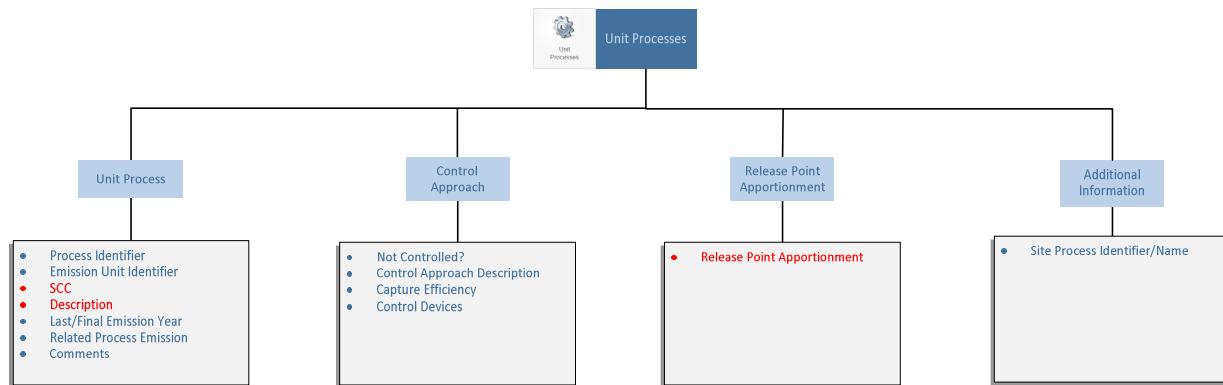 Unit
Processes
Unit Processes
Unit Process
Control
Approach
Release Point
Apportionment
Additional
Information
• Process Identifier
• Emission Unit Identifier
• SCC
• Description
• Last/Final Emission Year
• Related Process Emission
• Comments
• Not Controlled?
• Control Approach Description
• Capture Efficiency
• Control Devices
• Release Point Apportionment
• Site Process Identifier/Name